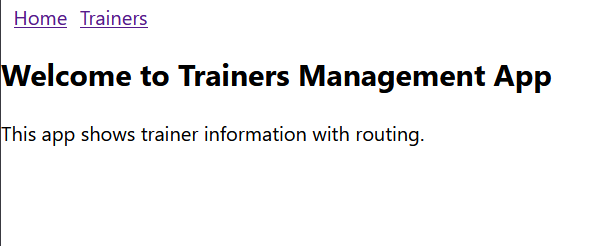 Home Trainers
Welcome to Trainers Management App
This app shows trainer information with routing.